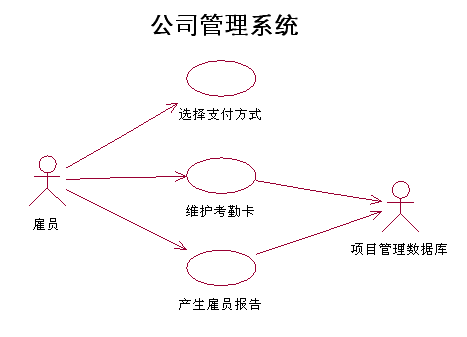 公司管理系统
选择支付方式
维护考勤卡
雇员
项目管理数据库
产生雇员报告